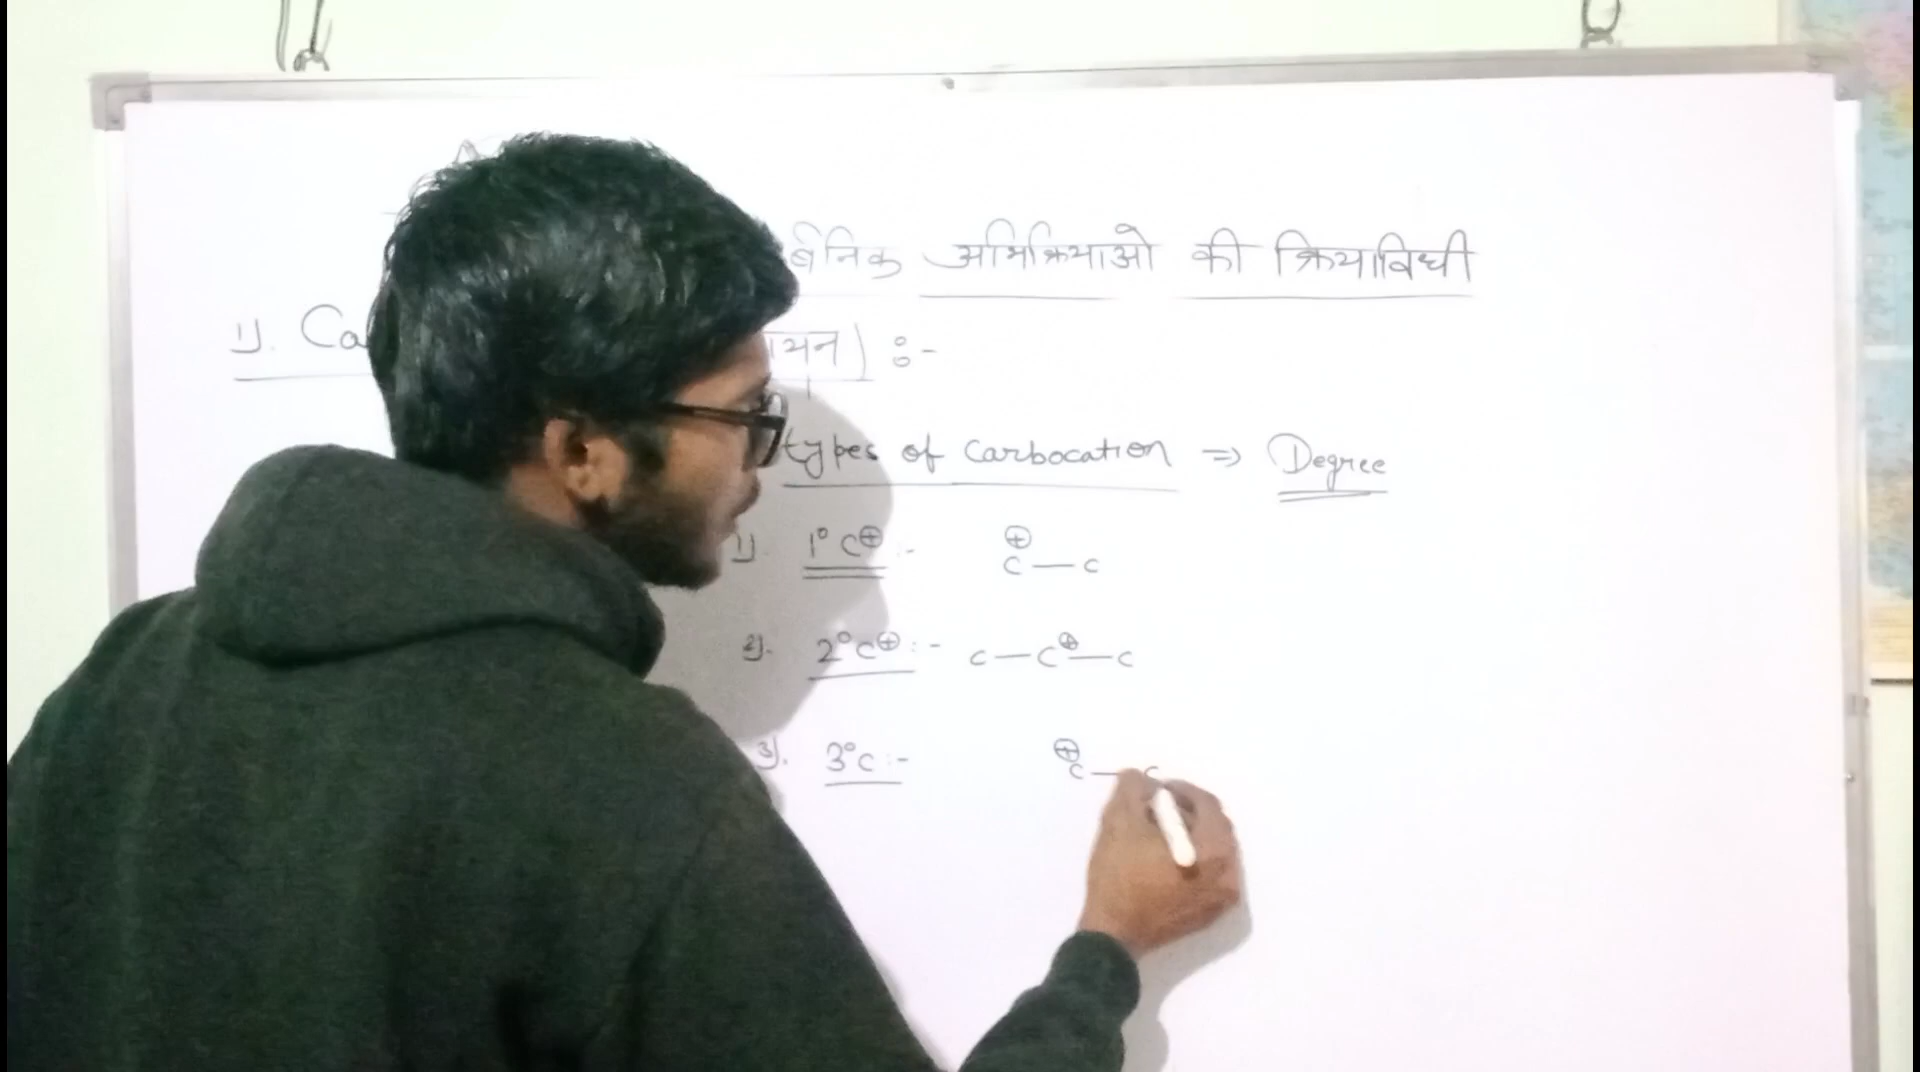 र्बनिक अभिक्रियाओ की क्रियाविधी
1). Ca ायन) :-
types of carbocation ⇒ Degree
1). 1° C⊕ :- ⊕ C — C
2). 2° C⊕ :- C — C⊕ — C
3). 3° C :- ⊕ C — C